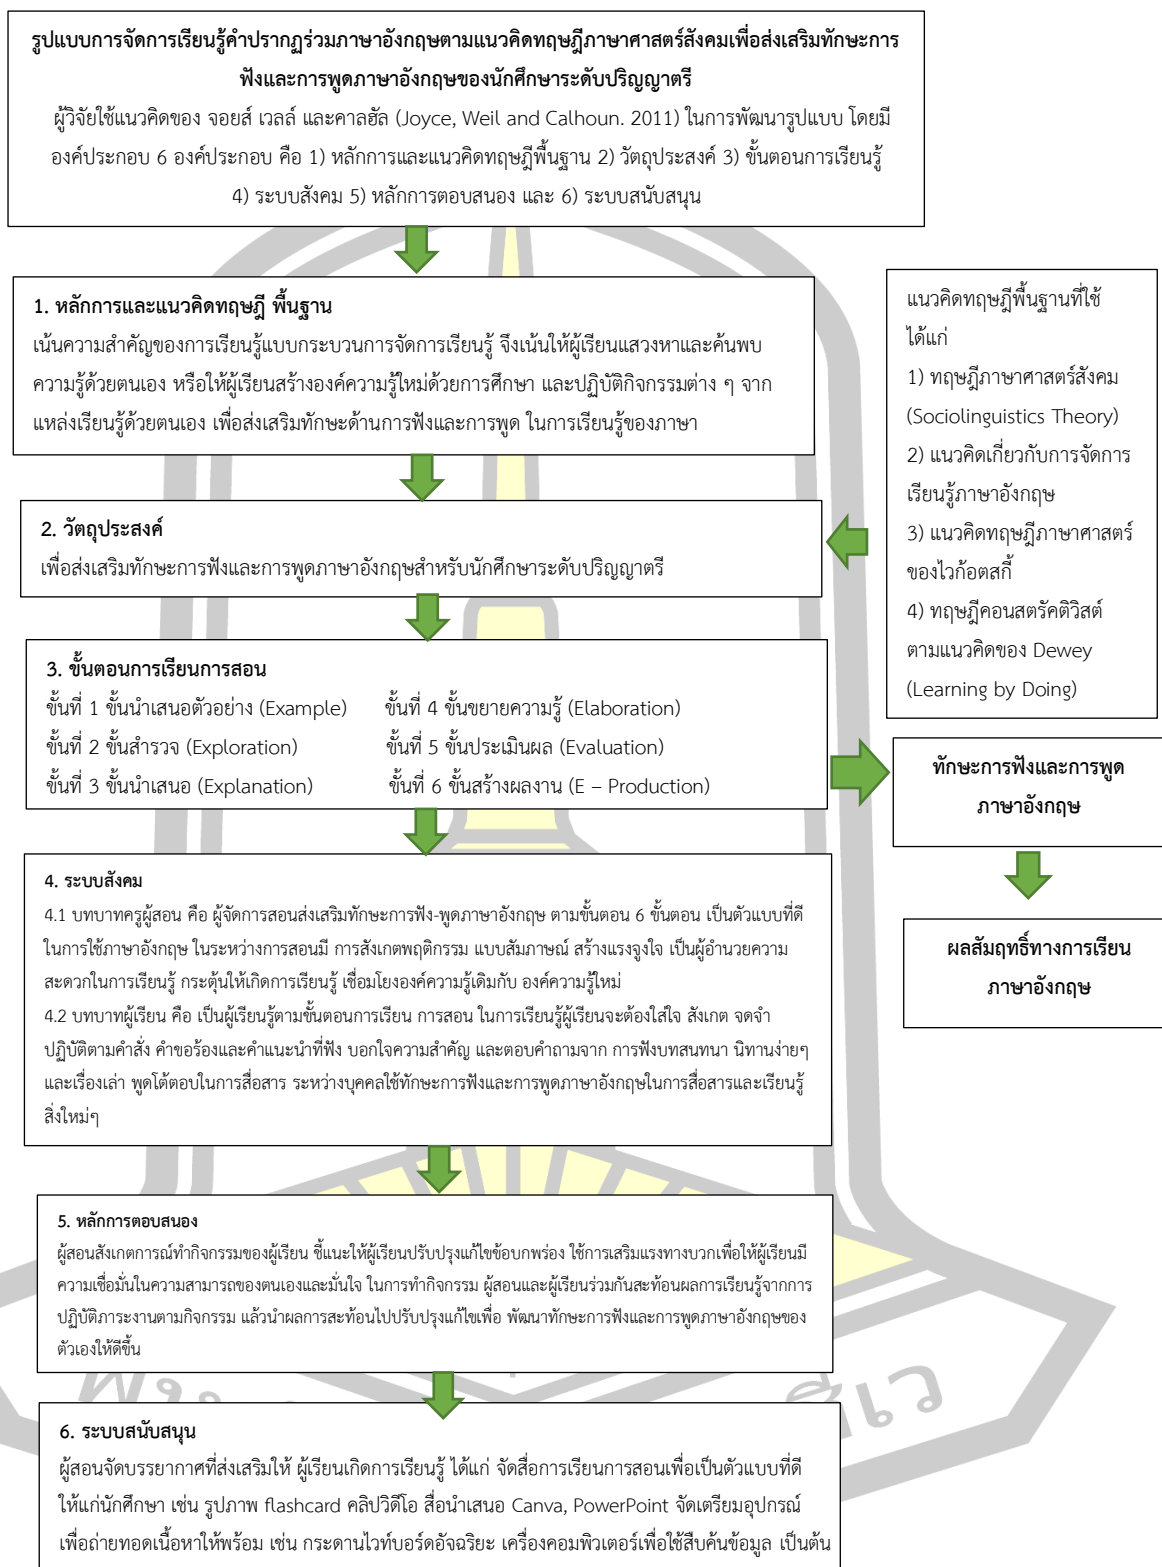 รูปแบบการจัดการเรียนรู้คำปรากฏร่วมภาษาอังกฤษตามแนวคิดทฤษฎีภาษาศาสตร์สังคมเพื่อส่งเสริมทักษะการ
ฟังและการพูดภาษาอังกฤษของนักศึกษาระดับปริญญาตรี
ผู้วิจัยใช้แนวคิดของ จอยส์ เวลล์ และคาลฮัล (Joyce, Weil and Calhoun. 2011) ในการพัฒนารูปแบบ โดยมี
องค์ประกอบ 6 องค์ประกอบ คือ 1) หลักการและแนวคิดทฤษฎีพื้นฐาน 2) วัตถุประสงค์ 3) ขั้นตอนการเรียนรู้
4) ระบบสังคม 5) หลักการตอบสนอง และ 6) ระบบสนับสนุน
1. หลักการและแนวคิดทฤษฎี พื้นฐาน
เน้นความสำคัญของการเรียนรู้แบบกระบวนการจัดการเรียนรู้ จึงเน้นให้ผู้เรียนแสวงหาและค้นพบ
ความรู้ด้วยตนเอง หรือให้ผู้เรียนสร้างองค์ความรู้ใหม่ด้วยการศึกษา และปฏิบัติกิจกรรมต่าง ๆ จาก
แหล่งเรียนรู้ด้วยตนเอง เพื่อส่งเสริมทักษะด้านการฟังและการพูด ในการเรียนรู้ของภาษา
แนวคิดทฤษฎีพื้นฐานที่ใช้
ได้แก่
1) ทฤษฎีภาษาศาสตร์สังคม
(Sociolinguistics Theory)
2) แนวคิดเกี่ยวกับการจัดการ
เรียนรู้ภาษาอังกฤษ
3) แนวคิดทฤษฎีภาษาศาสตร์
ของไวก้อตสกี้
4) ทฤษฎีคอนสตรัคติวิสต์
ตามแนวคิดของ Dewey
(Learning by Doing)
2. วัตถุประสงค์
เพื่อส่งเสริมทักษะการฟังและการพูดภาษาอังกฤษสำหรับนักศึกษาระดับปริญญาตรี
3. ขั้นตอนการเรียนการสอน
ขั้นที่ 1 ขั้นนำเสนอตัวอย่าง (Example) ขั้นที่ 4 ขั้นขยายความรู้ (Elaboration)
ขั้นที่ 2 ขั้นสำรวจ (Exploration) ขั้นที่ 5 ขั้นประเมินผล (Evaluation)
ขั้นที่ 3 ขั้นนำเสนอ (Explanation) ขั้นที่ 6 ขั้นสร้างผลงาน (E – Production)
ทักษะการฟังและการพูด
ภาษาอังกฤษ
4. ระบบสังคม
4.1 บทบาทครูผู้สอน คือ ผู้จัดการสอนส่งเสริมทักษะการฟัง-พูดภาษาอังกฤษ ตามขั้นตอน 6 ขั้นตอน เป็นตัวแบบที่ดี
ในการใช้ภาษาอังกฤษ ในระหว่างการสอนมี การสังเกตพฤติกรรม แบบสัมภาษณ์ สร้างแรงจูงใจ เป็นผู้อำนวยความ
สะดวกในการเรียนรู้ กระตุ้นให้เกิดการเรียนรู้ เชื่อมโยงองค์ความรู้เดิมกับ องค์ความรู้ใหม่
4.2 บทบาทผู้เรียน คือ เป็นผู้เรียนรู้ตามขั้นตอนการเรียน การสอน ในการเรียนรู้ผู้เรียนจะต้องใส่ใจ สังเกต จดจำ
ปฏิบัติตามคำสั่ง คำขอร้องและคำแนะนำที่ฟัง บอกใจความสำคัญ และตอบคำถามจาก การฟังบทสนทนา นิทานง่ายๆ
และเรื่องเล่า พูดโต้ตอบในการสื่อสาร ระหว่างบุคคลใช้ทักษะการฟังและการพูดภาษาอังกฤษในการสื่อสารและเรียนรู้
สิ่งใหม่ๆ
ผลสัมฤทธิ์ทางการเรียน
ภาษาอังกฤษ
5. หลักการตอบสนอง
ผู้สอนสังเกตการณ์ทำกิจกรรมของผู้เรียน ชี้แนะให้ผู้เรียนปรับปรุงแก้ไขข้อบกพร่อง ใช้การเสริมแรงทางบวกเพื่อให้ผู้เรียนมี
ความเชื่อมั่นในความสามารถของตนเองและมั่นใจ ในการทำกิจกรรม ผู้สอนและผู้เรียนร่วมกันสะท้อนผลการเรียนรู้จากการ
ปฏิบัติภาระงานตามกิจกรรม แล้วนำผลการสะท้อนไปปรับปรุงแก้ไขเพื่อ พัฒนาทักษะการฟังและการพูดภาษาอังกฤษของ
ตัวเองให้ดีขึ้น
6. ระบบสนับสนุน
ผู้สอนจัดบรรยากาศที่ส่งเสริมให้ ผู้เรียนเกิดการเรียนรู้ ได้แก่ จัดสื่อการเรียนการสอนเพื่อเป็นตัวแบบที่ดี
ให้แก่นักศึกษา เช่น รูปภาพ flashcard คลิปวิดีโอ สื่อนำเสนอ Canva, PowerPoint จัดเตรียมอุปกรณ์
เพื่อถ่ายทอดเนื้อหาให้พร้อม เช่น กระดานไวท์บอร์ดอัจฉริยะ เครื่องคอมพิวเตอร์เพื่อใช้สืบค้นข้อมูล เป็นต้น